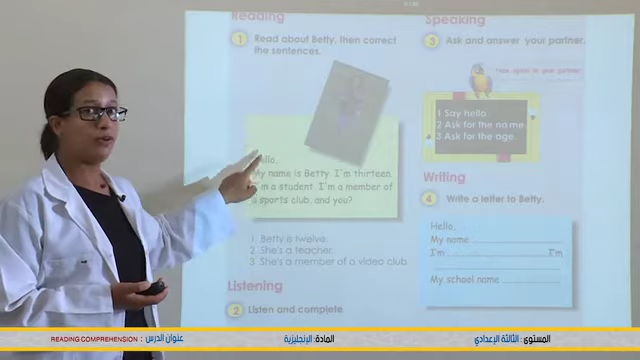 Reading
1 Read about Betty, then correct
the sentences.
Hello,
My name is Betty. I'm thirteen.
I'm a student. I'm a member of
a sports club, and you?
1 Betty is twelve.
2 She's a teacher.
3 She's a member of a video club.
Listening
2 Listen and complete
Speaking
3 Ask and answer your partner.
your partner
1 Say hello.
2 Ask for the name
3 Ask for the age.
Writing
4 Write a letter to Betty.
Hello,
My name
I'm I'm
My school name
المستوى: الثالثة الإعدادي
المادة: الإنجليزية
عنوان الدرس : READING COMPREHENSION